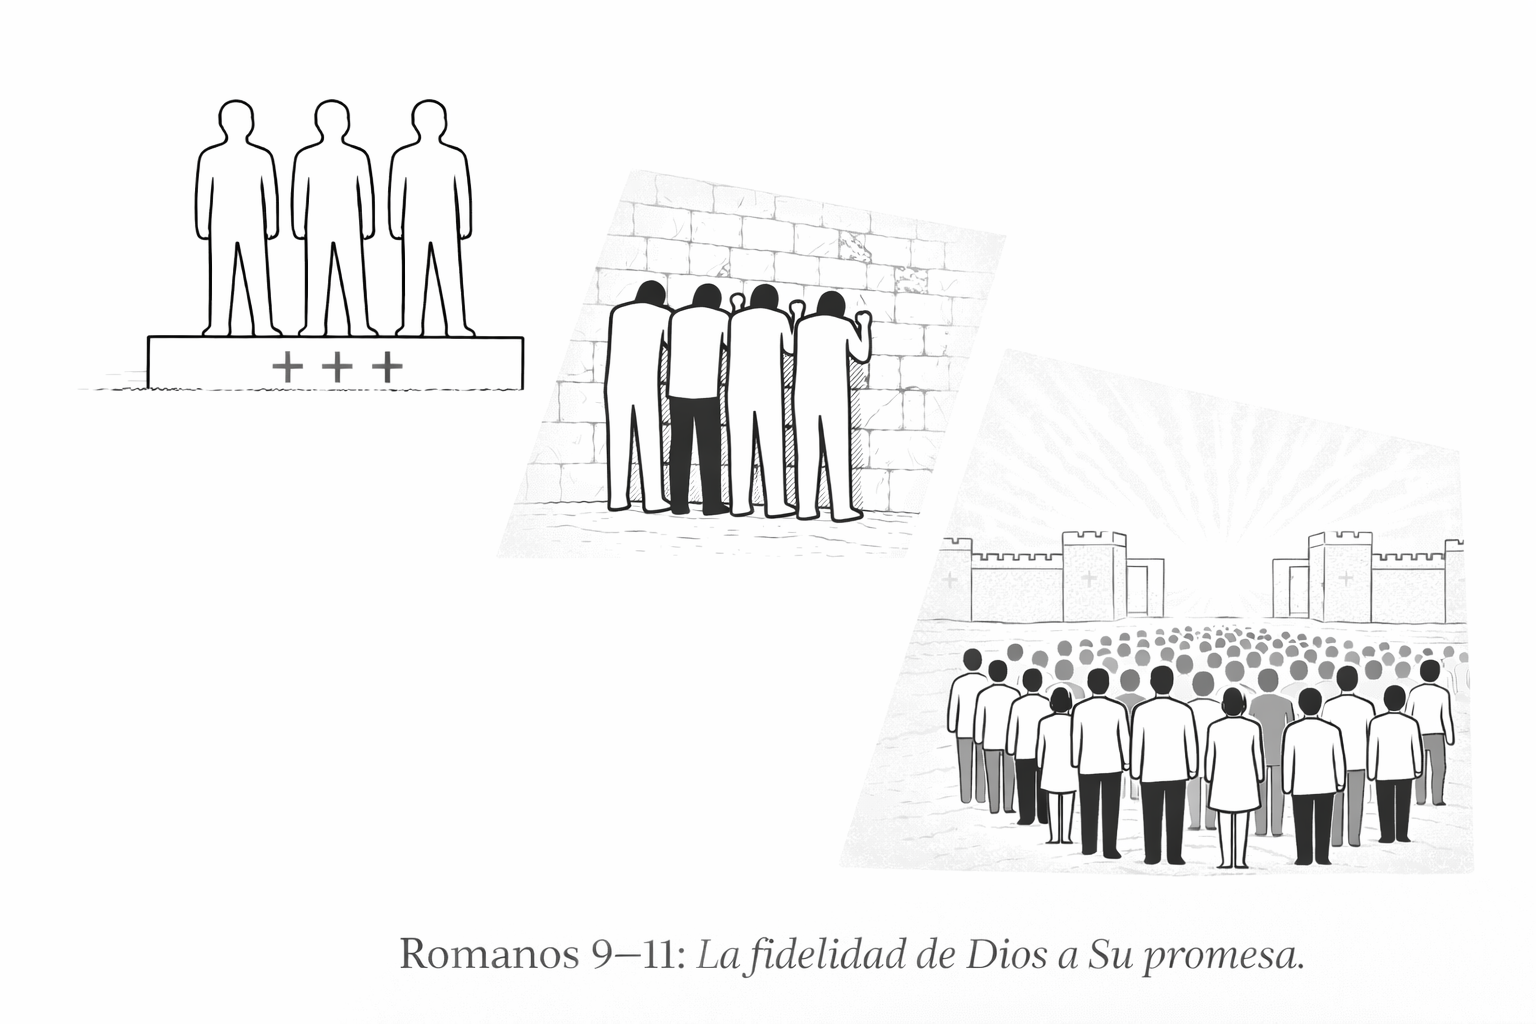 Romanos 9–11: La fidelidad de Dios a Su promesa.